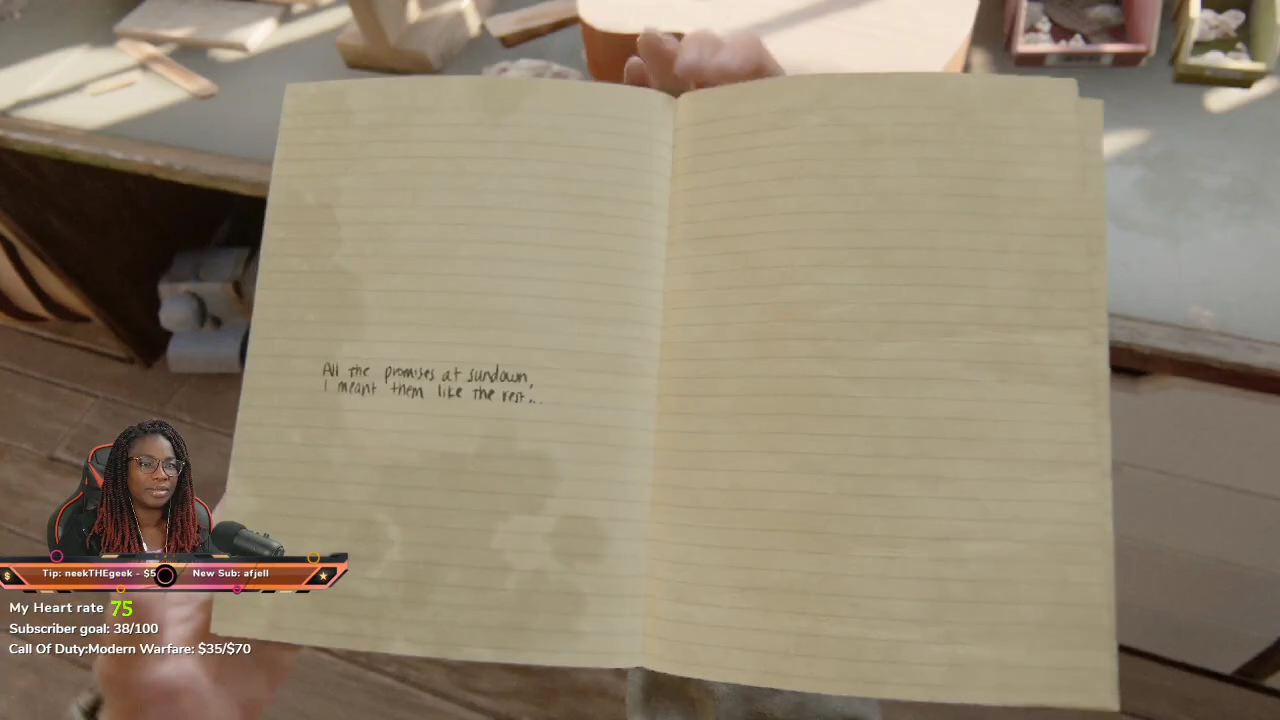 All the promises at sundown,
I meant them like the rest...
Tip: neekTHEgeek - $5
New Sub: afjell
My Heart rate 75
Subscriber goal: 38/100
Call Of Duty:Modern Warfare: $35/$70